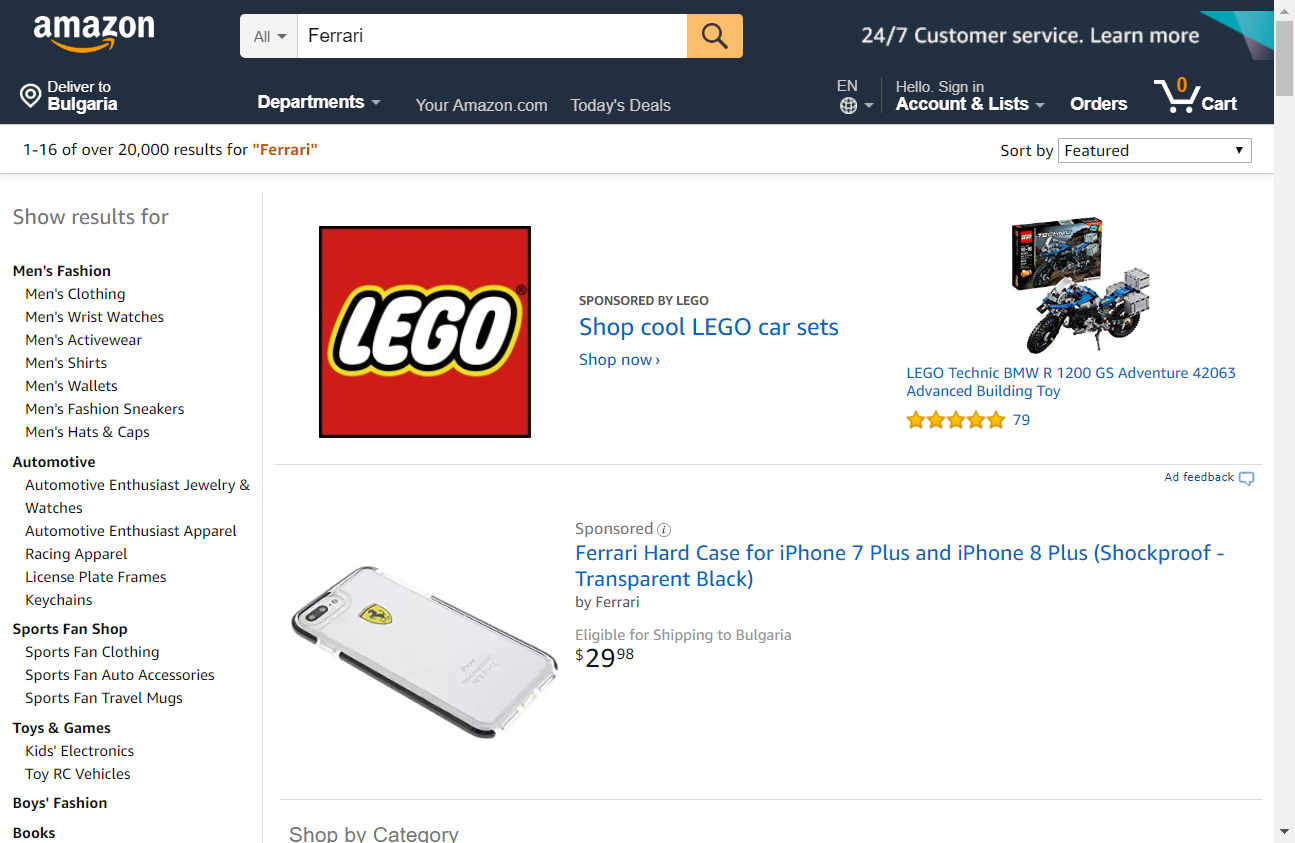 amazon
All
Ferrari
24/7 Customer service. Learn more
Deliver to
Bulgaria
Departments
Your Amazon.com
Today's Deals
EN
Hello. Sign in
Account & Lists
Orders
0
Cart
1-16 of over 20,000 results for "Ferrari"
Sort by Featured
Show results for
Men's Fashion
Men's Clothing
Men's Wrist Watches
Men's Activewear
Men's Shirts
Men's Wallets
Men's Fashion Sneakers
Men's Hats & Caps
Automotive
Automotive Enthusiast Jewelry &
Watches
Automotive Enthusiast Apparel
Racing Apparel
License Plate Frames
Keychains
Sports Fan Shop
Sports Fan Clothing
Sports Fan Auto Accessories
Sports Fan Travel Mugs
Toys & Games
Kids' Electronics
Toy RC Vehicles
Boys' Fashion
Books
LEGO®
SPONSORED BY LEGO
Shop cool LEGO car sets
Shop now ›
TECHNIC
LEGO Technic BMW R 1200 GS Adventure 42063
Advanced Building Toy
79
Ad feedback
Sponsored
Ferrari Hard Case for iPhone 7 Plus and iPhone 8 Plus (Shockproof -
Transparent Black)
by Ferrari
Eligible for Shipping to Bulgaria
$29 98
Shop by Category